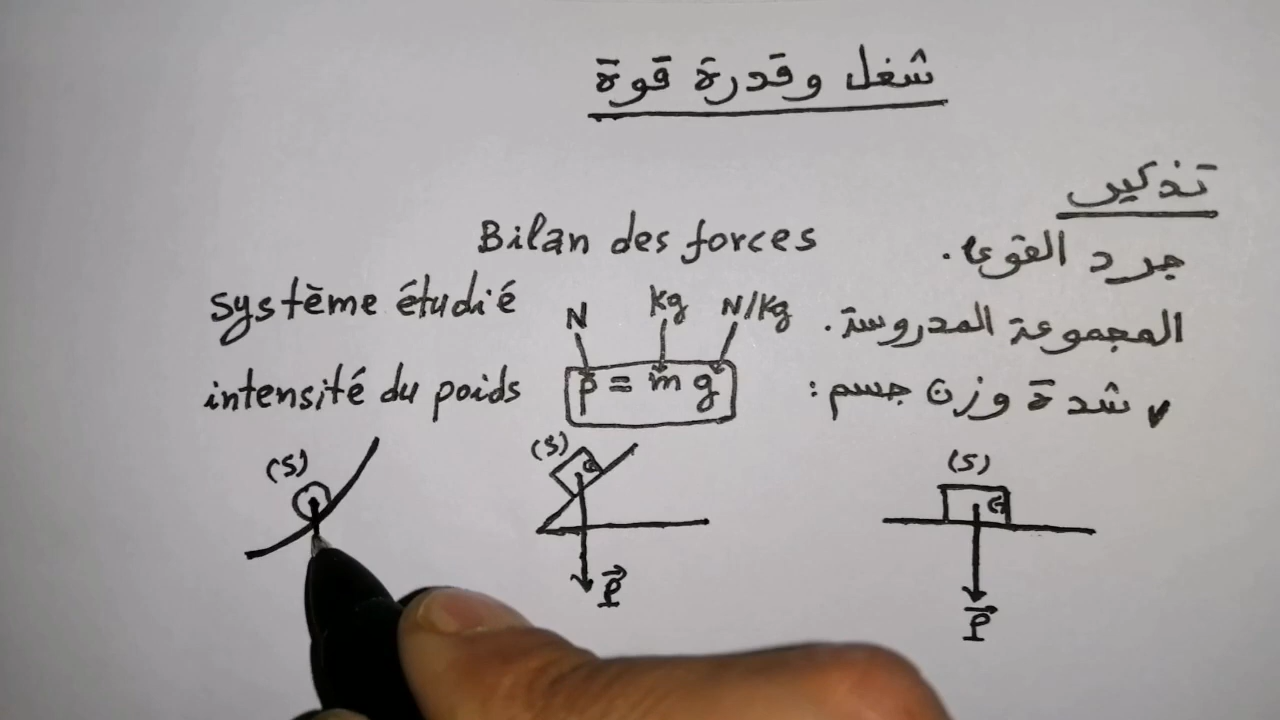 شغل وقدرة قوة
تذكير
جرد القوى. Bilan des forces
المجموعة المدروسة. Système étudié
N kg N/kg
شدة وزن جسم: p = m g intensité du poids
(S) (S) (S)
G G
P P